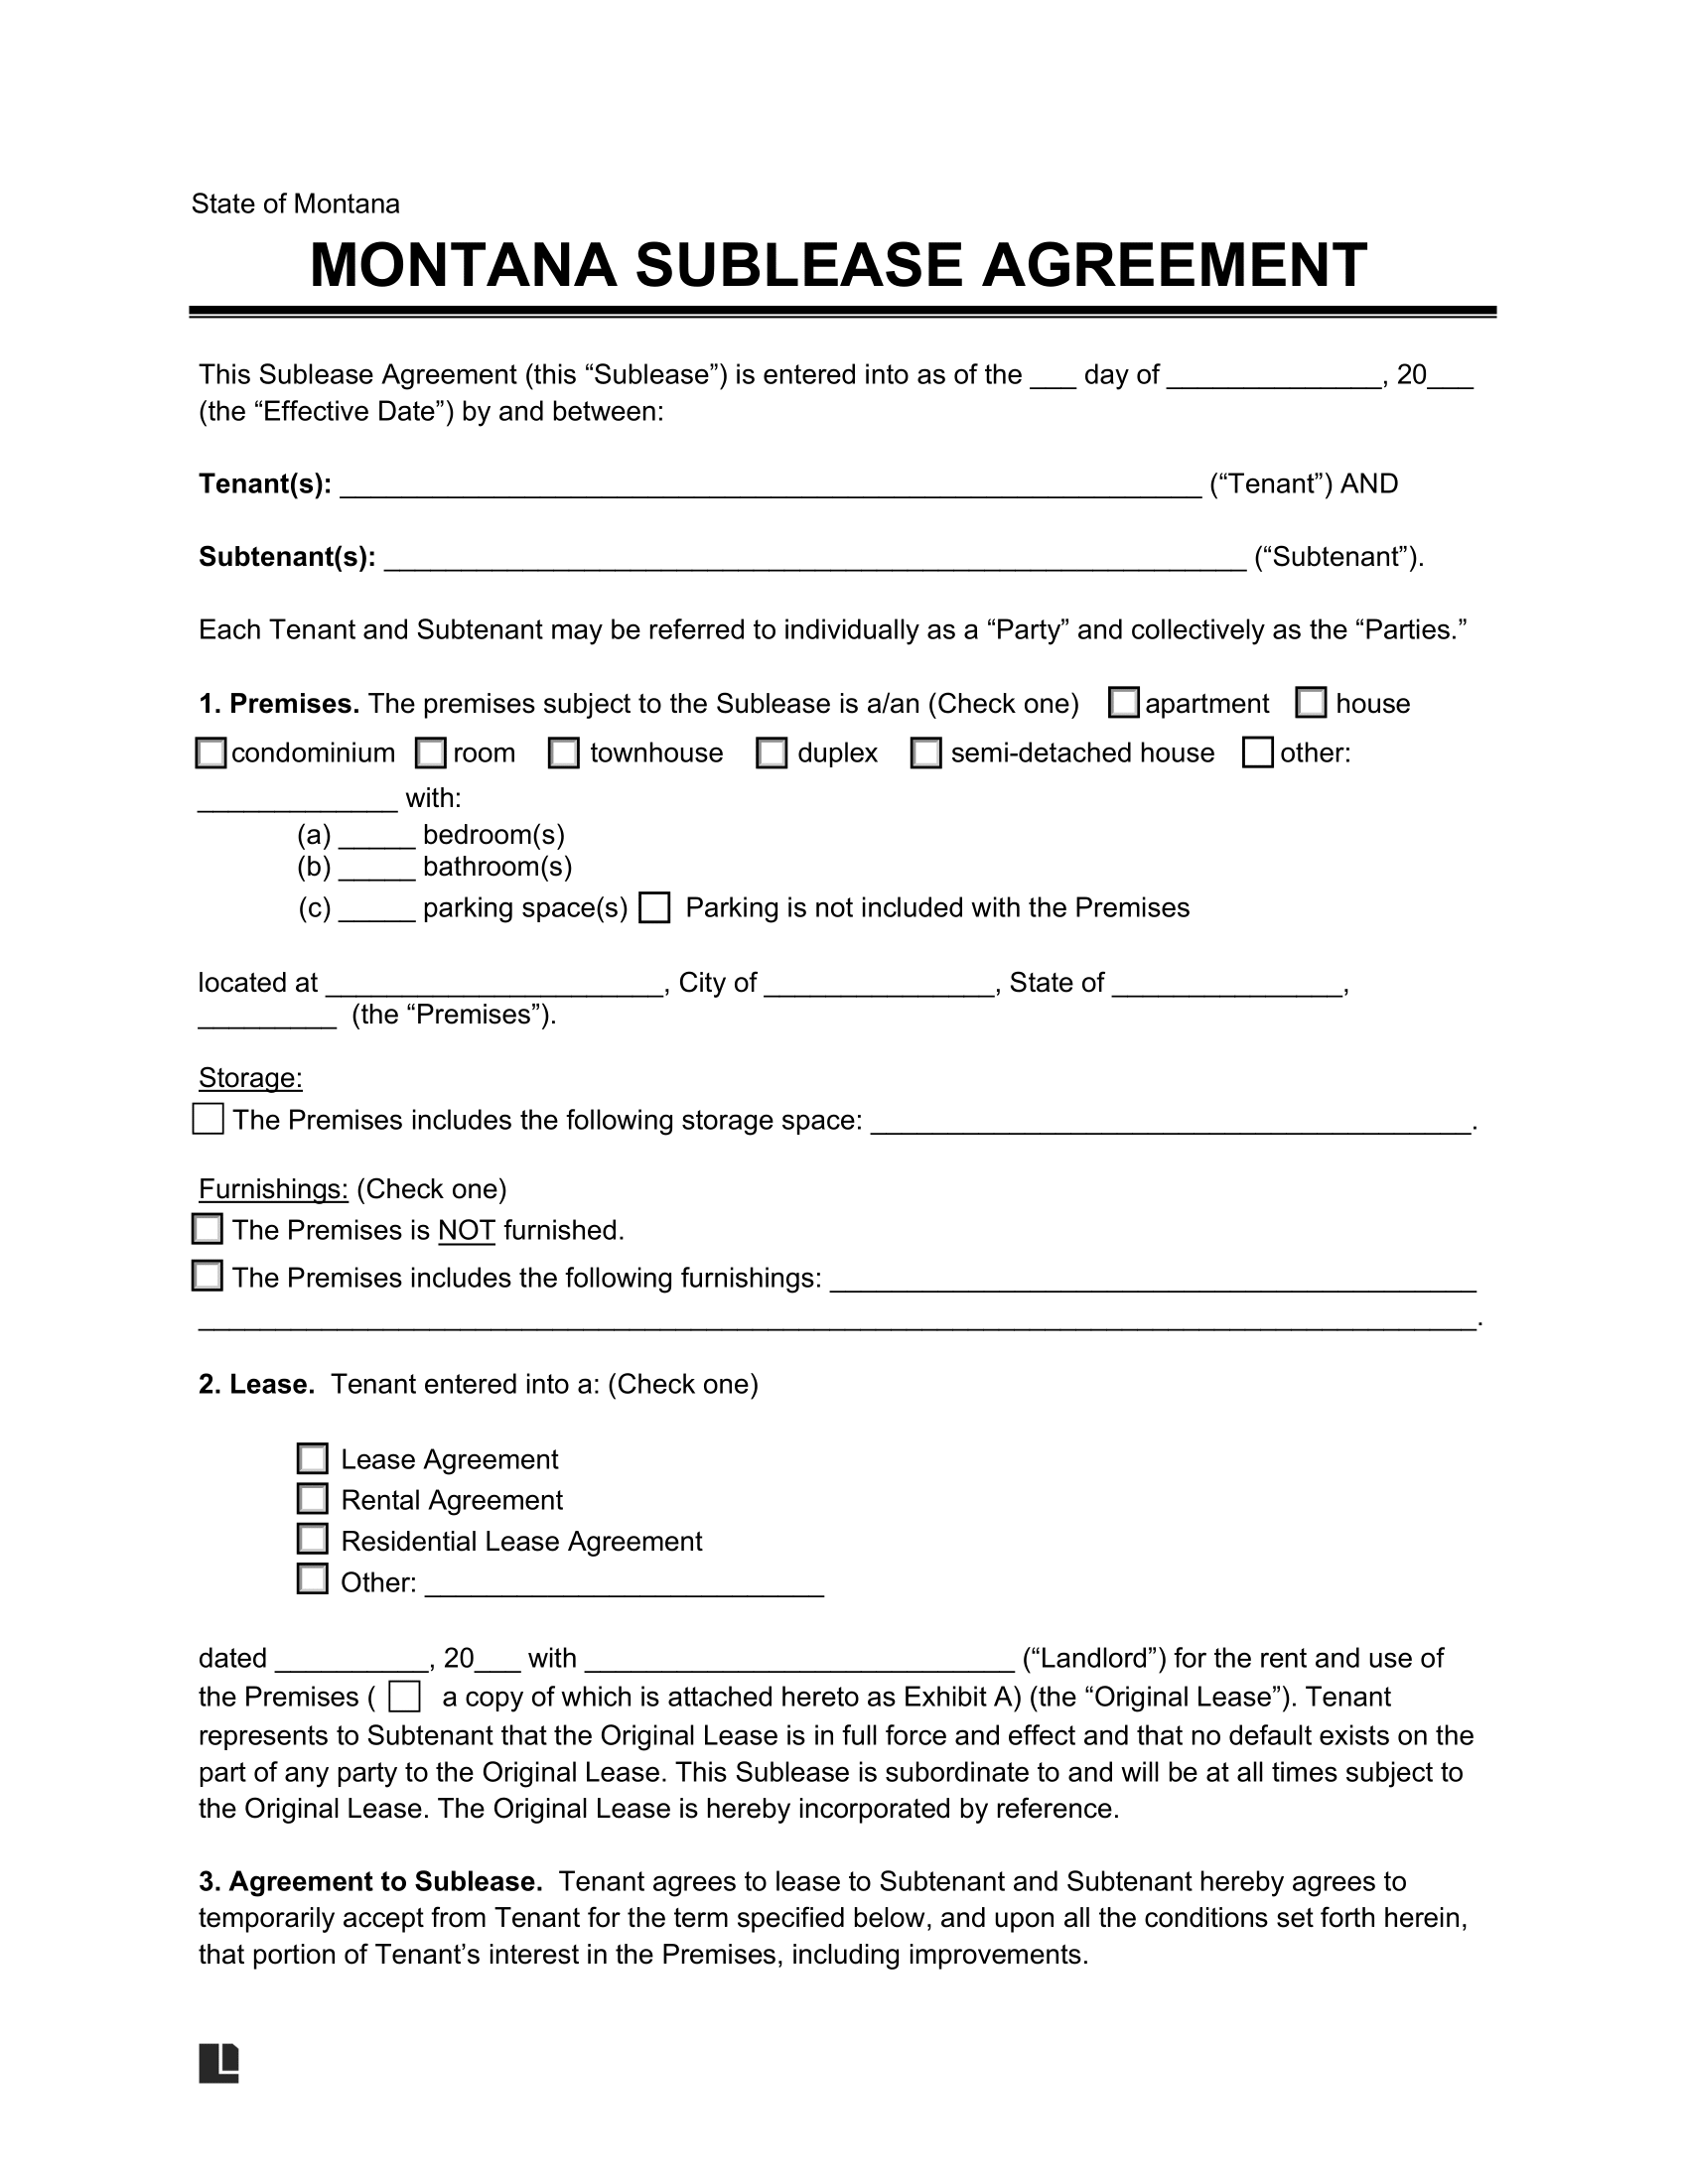 State of Montana
MONTANA SUBLEASE AGREEMENT
This Sublease Agreement (this “Sublease”) is entered into as of the ___ day of ______________, 20___
(the “Effective Date”) by and between:
Tenant(s): ________________________________________________________ (“Tenant”) AND
Subtenant(s): ________________________________________________________ (“Subtenant”).
Each Tenant and Subtenant may be referred to individually as a “Party” and collectively as the “Parties.”
1. Premises. The premises subject to the Sublease is a/an (Check one) ☐ apartment ☐ house
☐ condominium ☐ room ☐ townhouse ☐ duplex ☐ semi-detached house ☐ other:
_____________ with:
(a) _____ bedroom(s)
(b) _____ bathroom(s)
(c) _____ parking space(s) ☐ Parking is not included with the Premises
located at ______________________, City of _______________, State of _______________,
_________ (the “Premises”).
Storage:
☐ The Premises includes the following storage space: _______________________________________.
Furnishings: (Check one)
☐ The Premises is NOT furnished.
☐ The Premises includes the following furnishings: __________________________________________
___________________________________________________________________________________.
2. Lease. Tenant entered into a: (Check one)
☐ Lease Agreement
☐ Rental Agreement
☐ Residential Lease Agreement
☐ Other: __________________________
dated __________, 20___ with ____________________________ (“Landlord”) for the rent and use of
the Premises ( ☐ a copy of which is attached hereto as Exhibit A) (the “Original Lease”). Tenant
represents to Subtenant that the Original Lease is in full force and effect and that no default exists on the
part of any party to the Original Lease. This Sublease is subordinate to and will be at all times subject to
the Original Lease. The Original Lease is hereby incorporated by reference.
3. Agreement to Sublease. Tenant agrees to lease to Subtenant and Subtenant hereby agrees to
temporarily accept from Tenant for the term specified below, and upon all the conditions set forth herein,
that portion of Tenant’s interest in the Premises, including improvements.